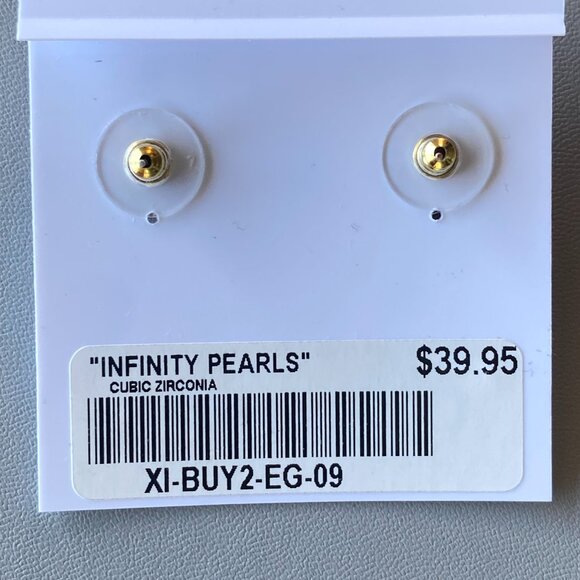 "INFINITY PEARLS" $39.95
CUBIC ZIRCONIA
XI-BUY2-EG-09